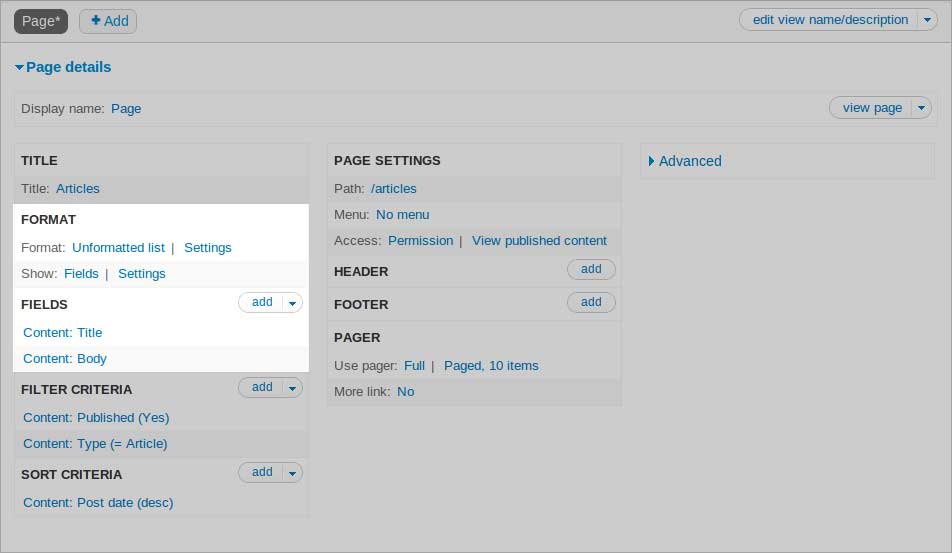 Page* Add edit view name/description
Page details
Display name: Page view page
TITLE
Title: Articles
FORMAT
Format: Unformatted list | Settings
Show: Fields | Settings
FIELDS add
Content: Title
Content: Body
FILTER CRITERIA add
Content: Published (Yes)
Content: Type (= Article)
SORT CRITERIA add
Content: Post date (desc)
PAGE SETTINGS
Path: /articles
Menu: No menu
Access: Permission | View published content
HEADER add
FOOTER add
PAGER
Use pager: Full | Paged, 10 items
More link: No
Advanced